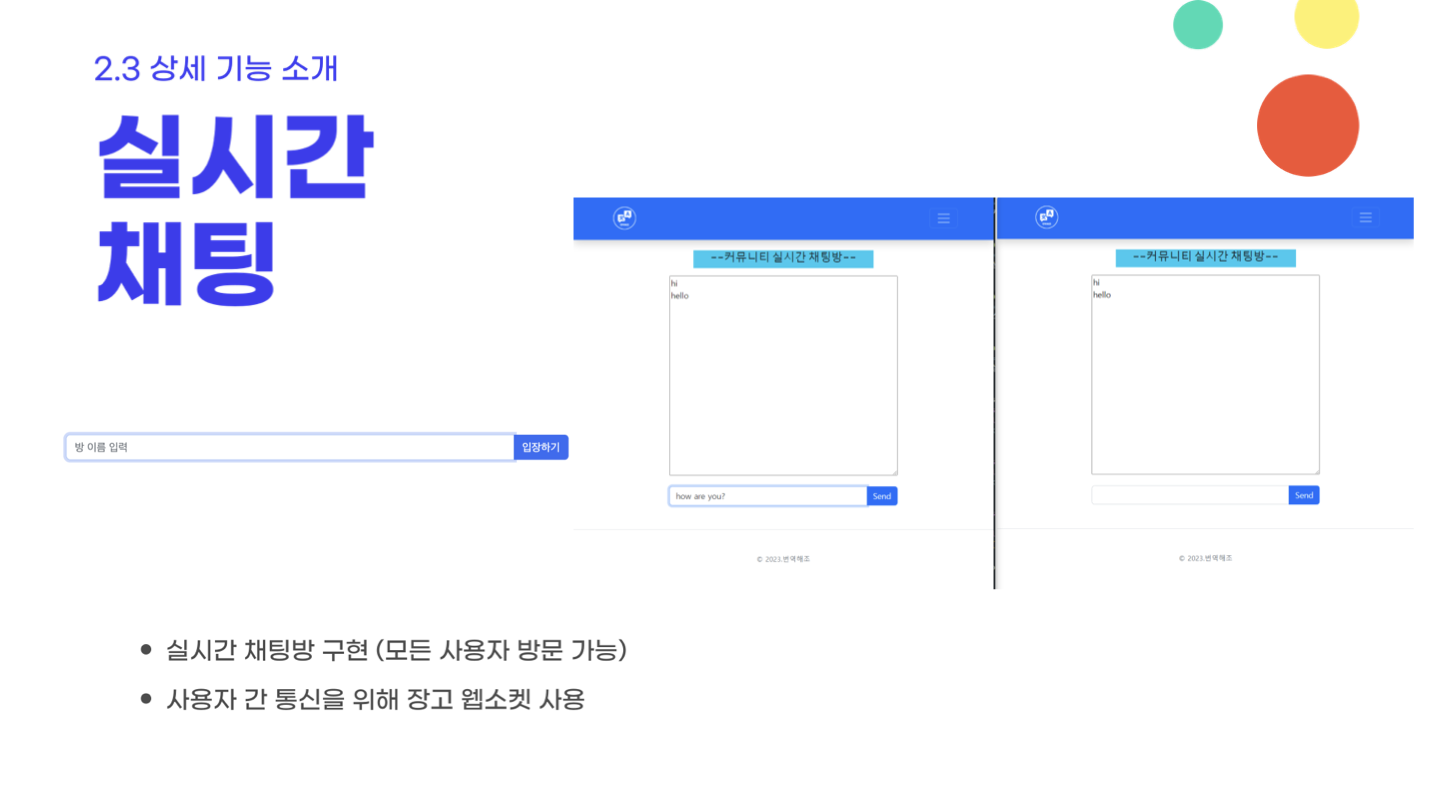 2.3 상세 기능 소개
실시간
채팅
방 이름 입력
입장하기
--커뮤니티 실시간 채팅방--
hi
hello
how are you?
Send
© 2023.번역해조
--커뮤니티 실시간 채팅방--
hi
hello
Send
© 2023.번역해조
실시간 채팅방 구현 (모든 사용자 방문 가능)
사용자 간 통신을 위해 장고 웹소켓 사용